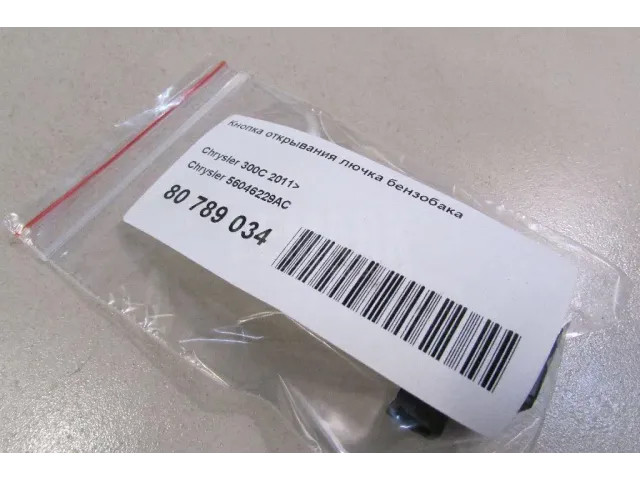 Кнопка открывания лючка бензобака
Chrysler 300C 2011>
Chrysler 56046229AC
80 789 034